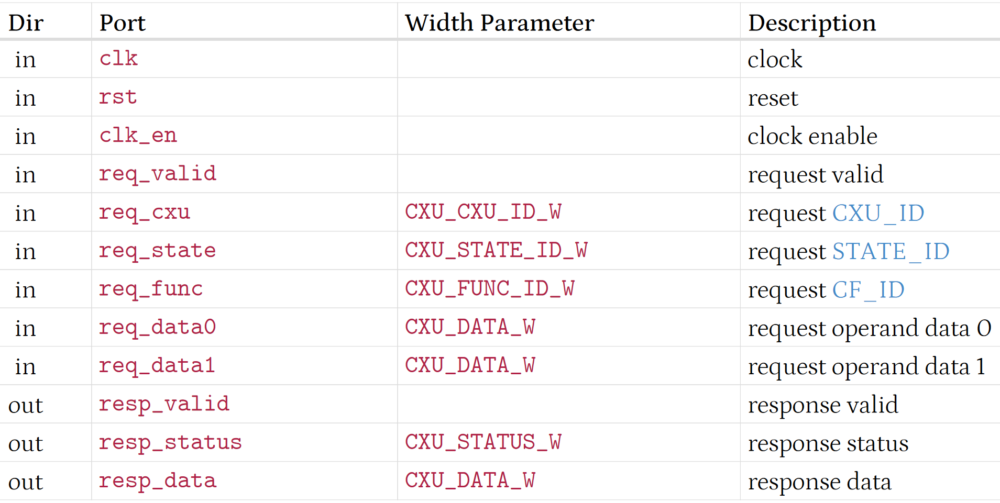 Dir Port Width Parameter Description
in clk clock
in rst reset
in clk_en clock enable
in req_valid request valid
in req_cxu CXU_CXU_ID_W request CXU_ID
in req_state CXU_STATE_ID_W request STATE_ID
in req_func CXU_FUNC_ID_W request CF_ID
in req_data0 CXU_DATA_W request operand data 0
in req_data1 CXU_DATA_W request operand data 1
out resp_valid response valid
out resp_status CXU_STATUS_W response status
out resp_data CXU_DATA_W response data